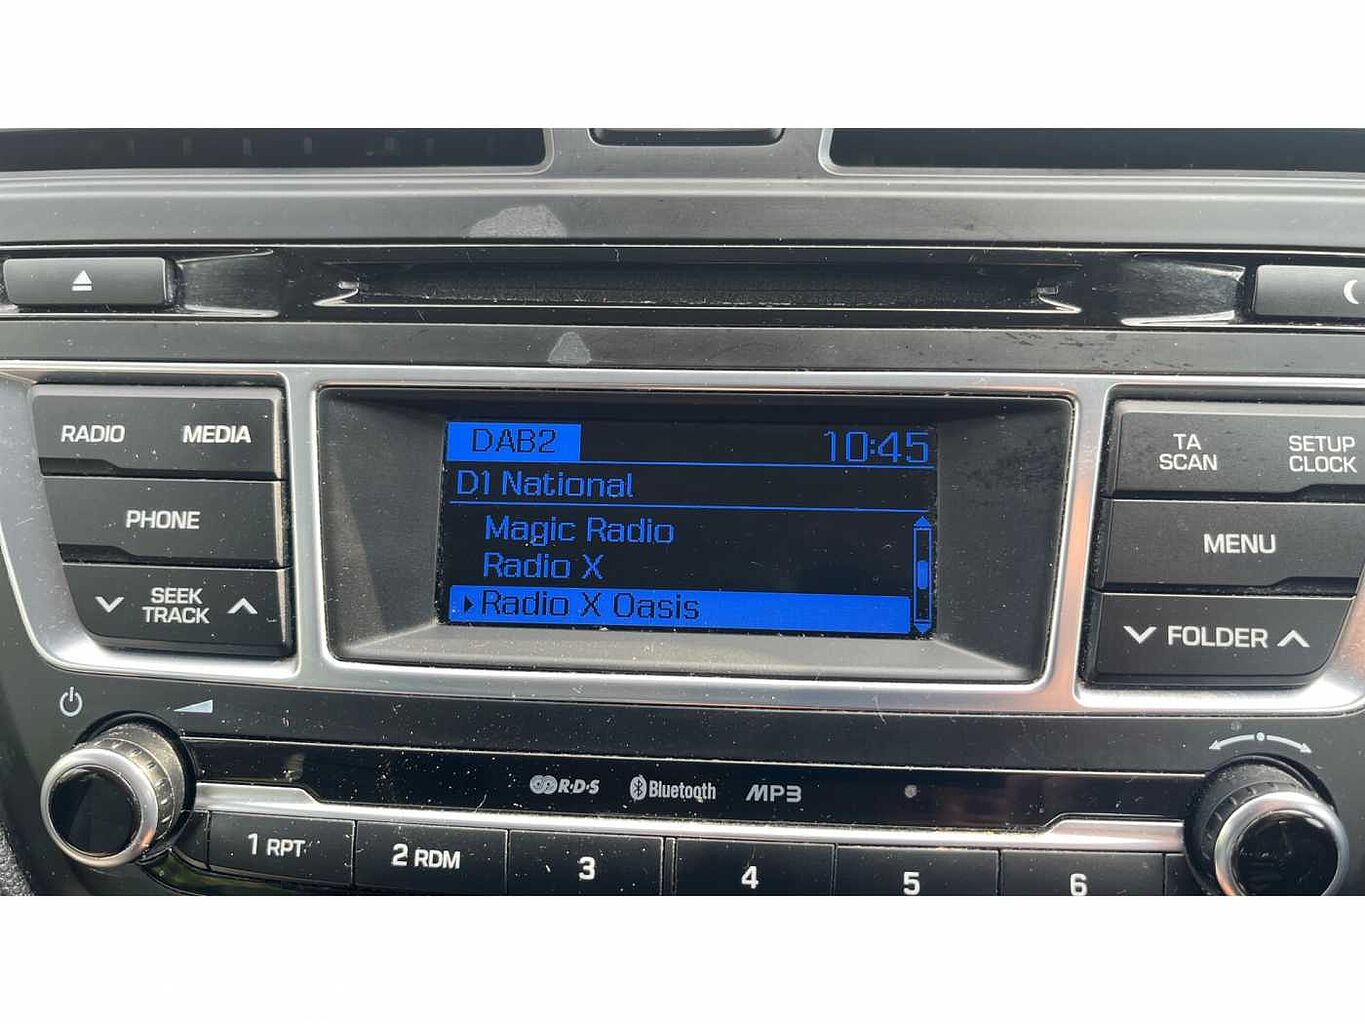 RADIO MEDIA
PHONE
SEEK
TRACK
DAB2 10:45
D1 National
Magic Radio
Radio X
Radio X Oasis
TA
SCAN
SETUP
CLOCK
MENU
FOLDER
R·D·S Bluetooth MP3
1 RPT 2 RDM 3 4 5 6